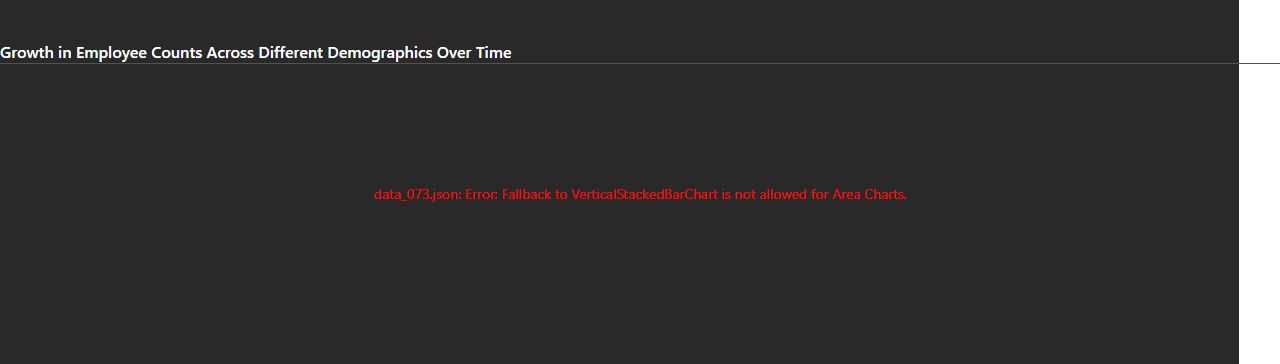 Growth in Employee Counts Across Different Demographics Over Time
data_073.json: Error: Fallback to VerticalStackedBarChart is not allowed for Area Charts.